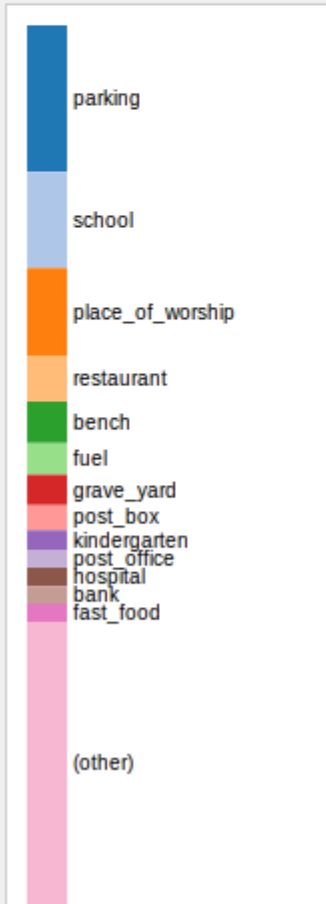 parking
school
place_of_worship
restaurant
bench
fuel
grave_yard
post_box
kindergarten
post_office
hospital
bank
fast_food
(other)